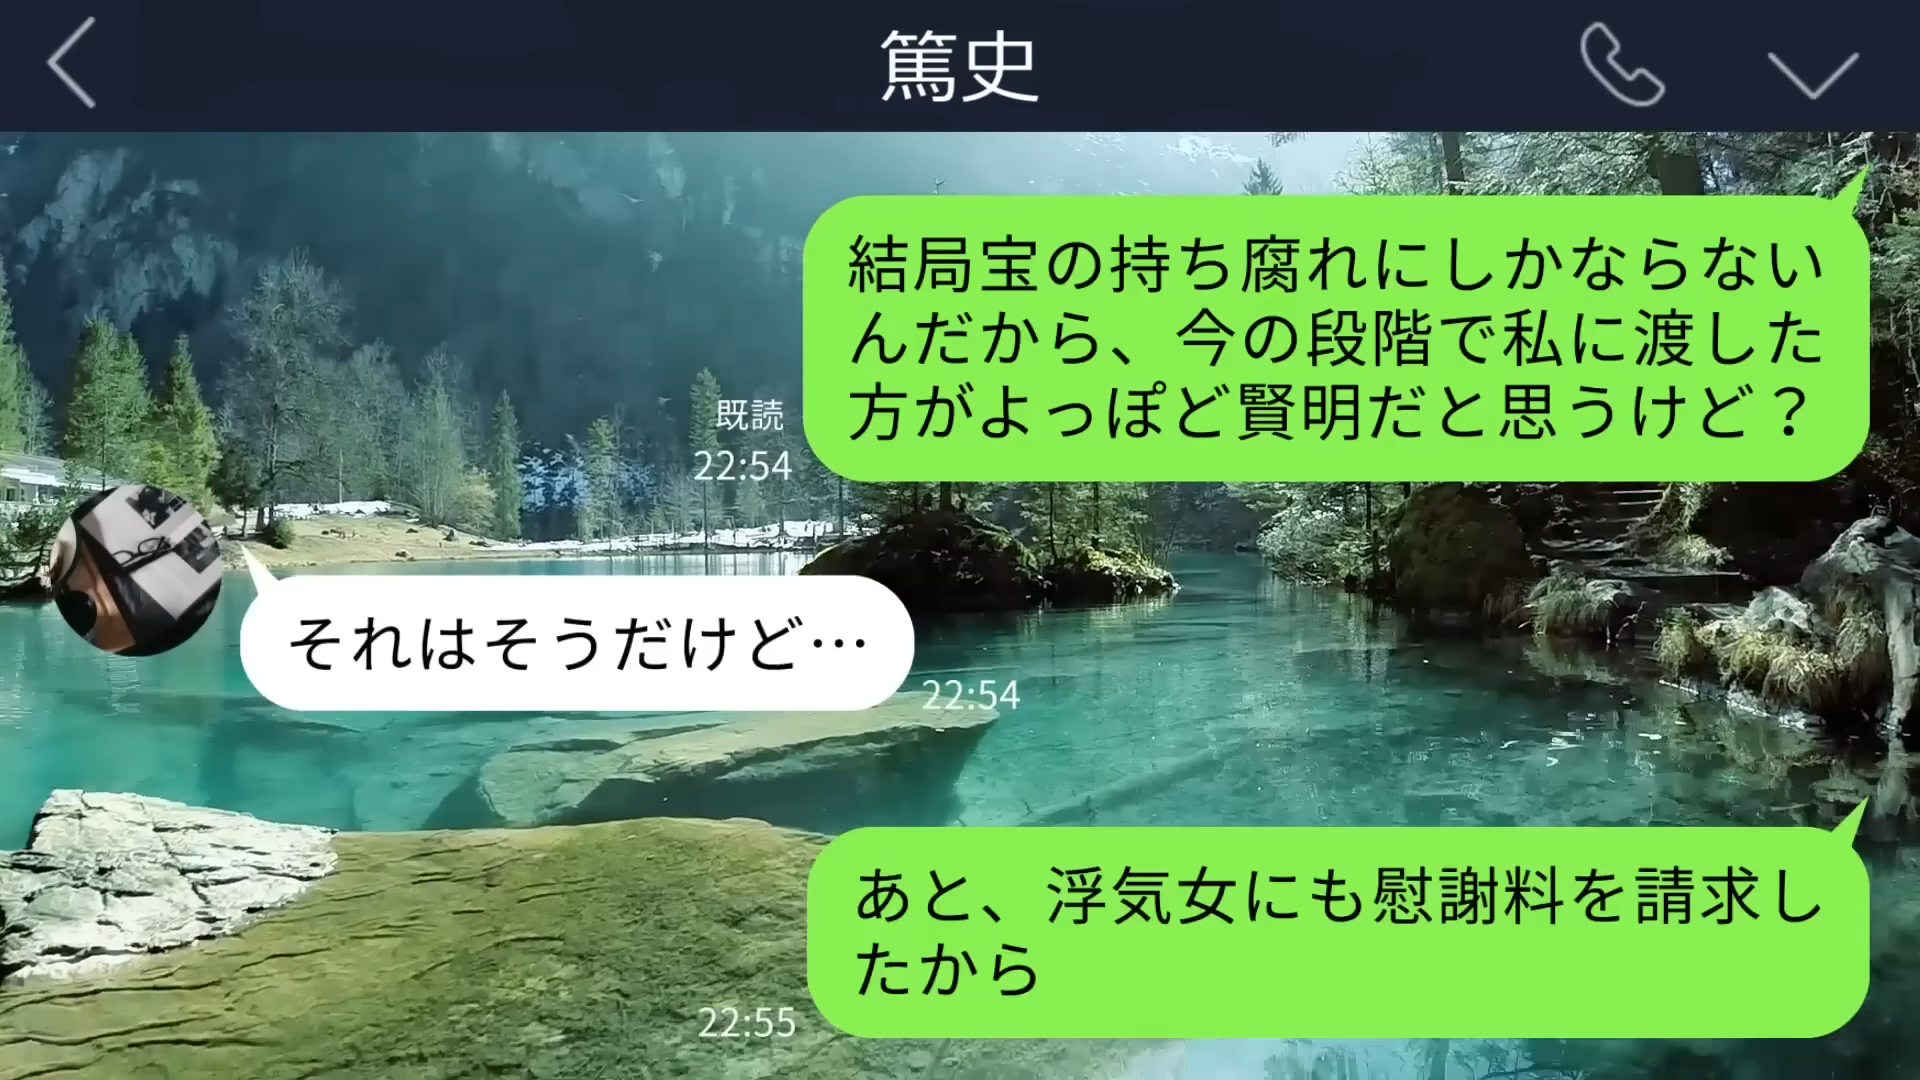 篤史
結局宝の持ち腐れにしかならない
んだから、今の段階で私に渡した
方がよっぽど賢明だと思うけど？
既読
22:54
それはそうだけど…
22:54
あと、浮気女にも慰謝料を請求し
たから
22:55